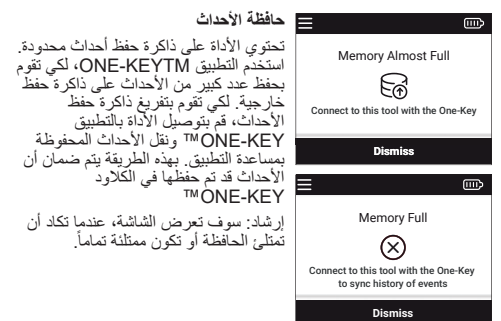 حافظة الأحداث
تحتوي الأداة على ذاكرة حفظ أحداث محدودة.
استخدم التطبيق ONE-KEYTM، لكي تقوم
بحفظ عدد كبير من الأحداث على ذاكرة حفظ
خارجية. لكي تقوم بتفريغ ذاكرة حفظ
الأحداث، قم بتوصيل الأداة بالتطبيق
ONE-KEY™ ونقل الأحداث المحفوظة
بمساعدة التطبيق. بهذه الطريقة يتم ضمان أن
الأحداث قد تم حفظها في الكلاود
ONE-KEY™
إرشاد: سوف تعرض الشاشة، عندما تكاد أن
تمتلئ الحافظة أو تكون ممتلئة تماماً.
Memory Almost Full
Connect to this tool with the One-Key
Dismiss
Memory Full
Connect to this tool with the One-Key
to sync history of events
Dismiss